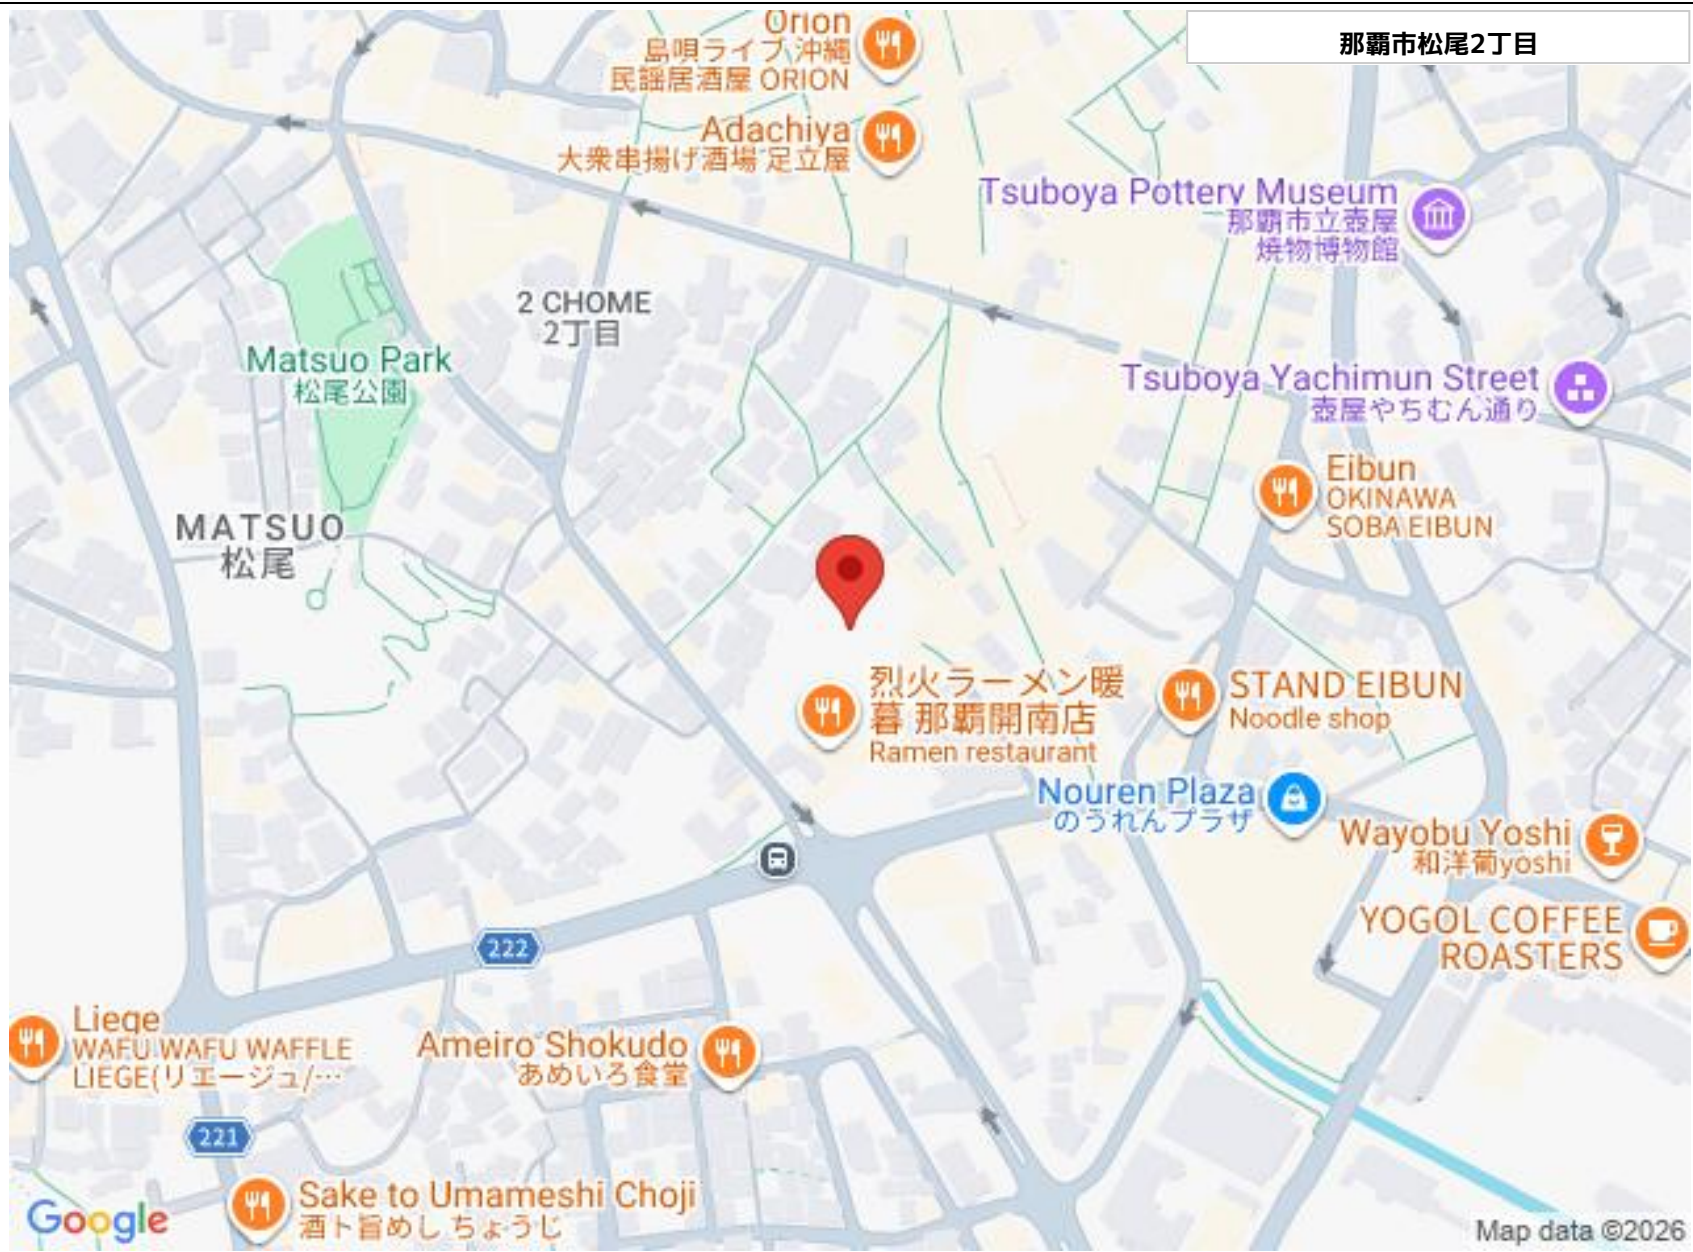 Orion
島唄ライブ 沖縄
民謡居酒屋 ORION
那覇市松尾2丁目
Adachiya
大衆串揚げ酒場 足立屋
Tsuboya Pottery Museum
那覇市立壺屋
焼物博物館
2 CHOME
2丁目
Matsuo Park
松尾公園
Tsuboya Yachimun Street
壺屋やちむん通り
Eibun
OKINAWA
SOBA EIBUN
MATSUO
松尾
烈火ラーメン暖
暮 那覇開南店
Ramen restaurant
STAND EIBUN
Noodle shop
Nouren Plaza
のうれんプラザ
Wayobu Yoshi
和洋葡yoshi
YOGOL COFFEE
ROASTERS
222
Liege
WAFU WAFU WAFFLE
LIEGE(リエージュ/…
Ameiro Shokudo
あめいろ食堂
221
Sake to Umameshi Choji
酒ト旨めし ちょうじ
Google
Map data ©2026